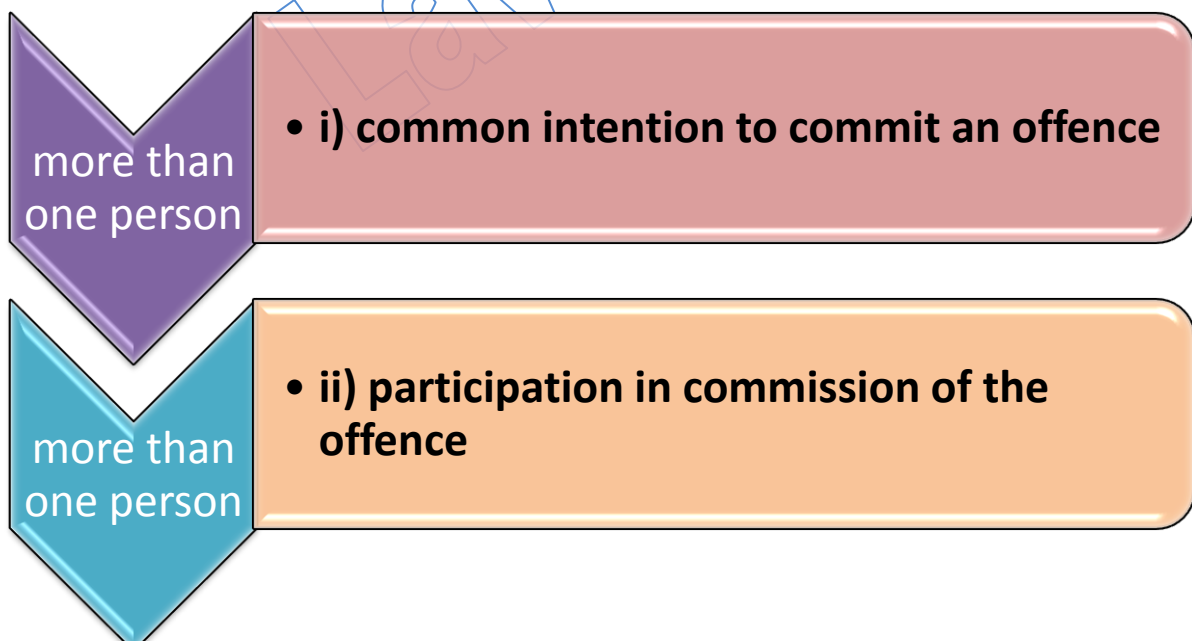 more than
one person
• i) common intention to commit an offence
more than
one person
• ii) participation in commission of the
offence